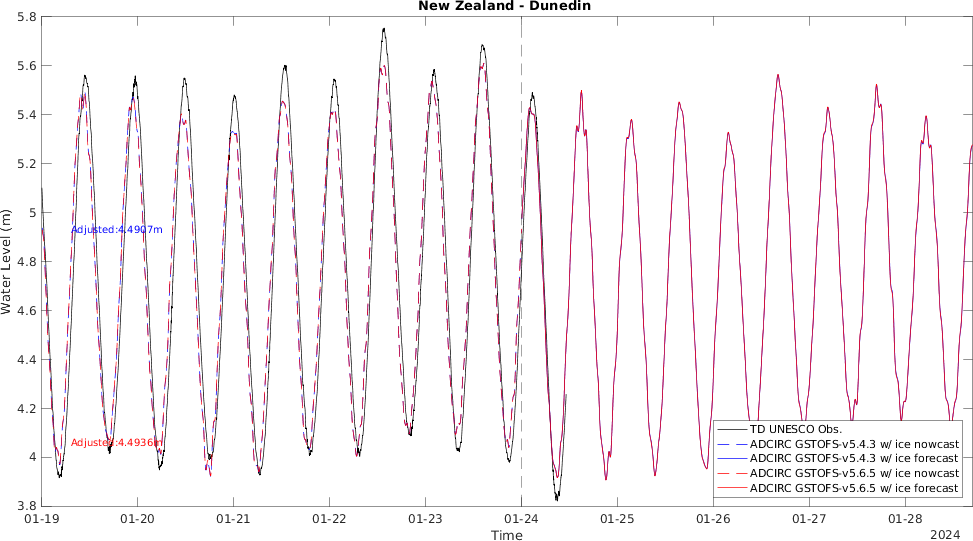 New Zealand - Dunedin
5.8
5.6
5.4
5.2
5
4.8
4.6
4.4
4.2
4
3.8
Water Level (m)
Adjusted:4.4907m
Adjusted:4.4936m
TD UNESCO Obs.
ADCIRC GSTOFS-v5.4.3 w/ ice nowcast
ADCIRC GSTOFS-v5.4.3 w/ ice forecast
ADCIRC GSTOFS-v5.6.5 w/ ice nowcast
ADCIRC GSTOFS-v5.6.5 w/ ice forecast
01-19 01-20 01-21 01-22 01-23 01-24 01-25 01-26 01-27 01-28
Time
2024